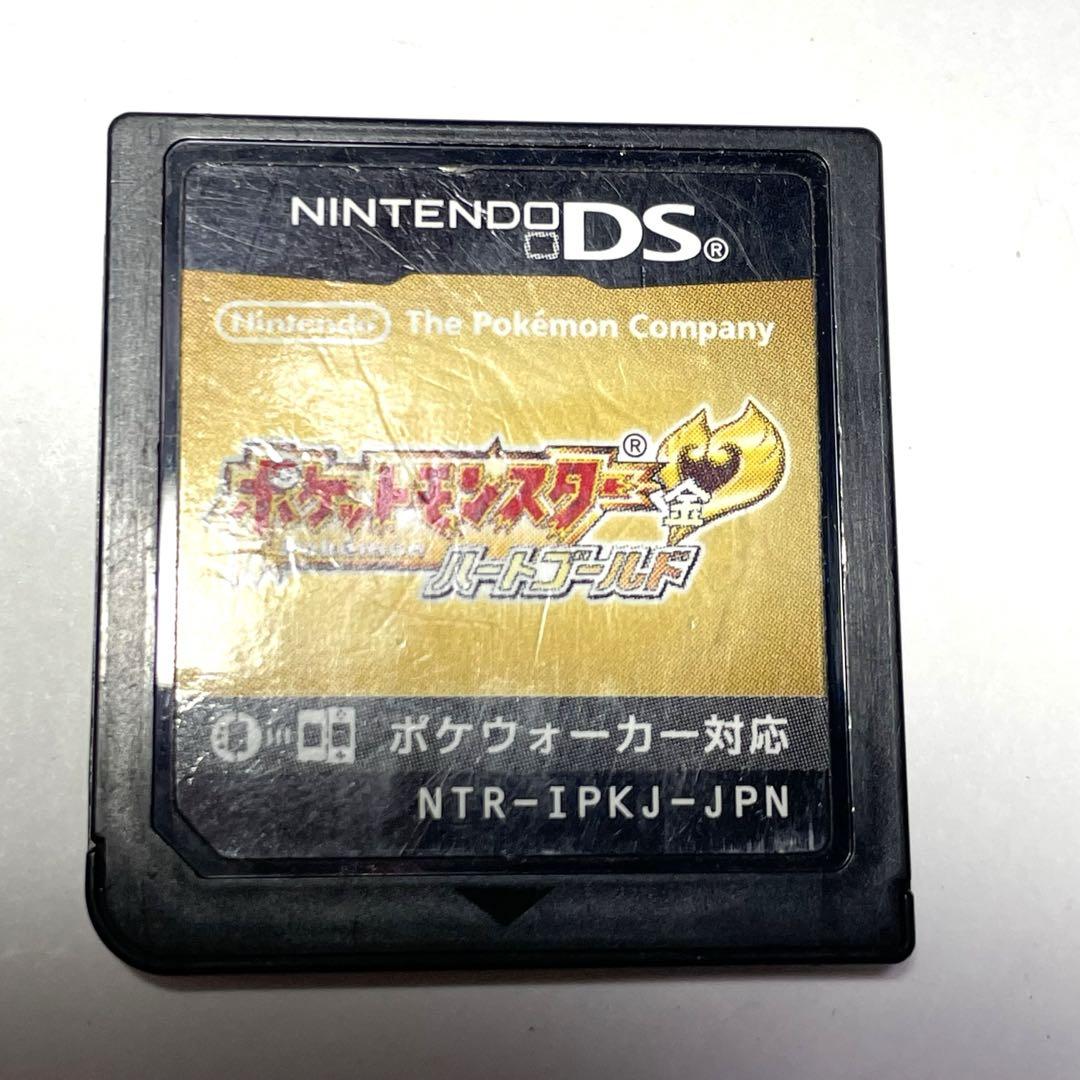 NINTENDO DS®
Nintendo The Pokémon Company
ポケットモンスター®
金
POKÉMON
ハートゴールド
ポケウォーカー対応
NTR-IPKJ-JPN